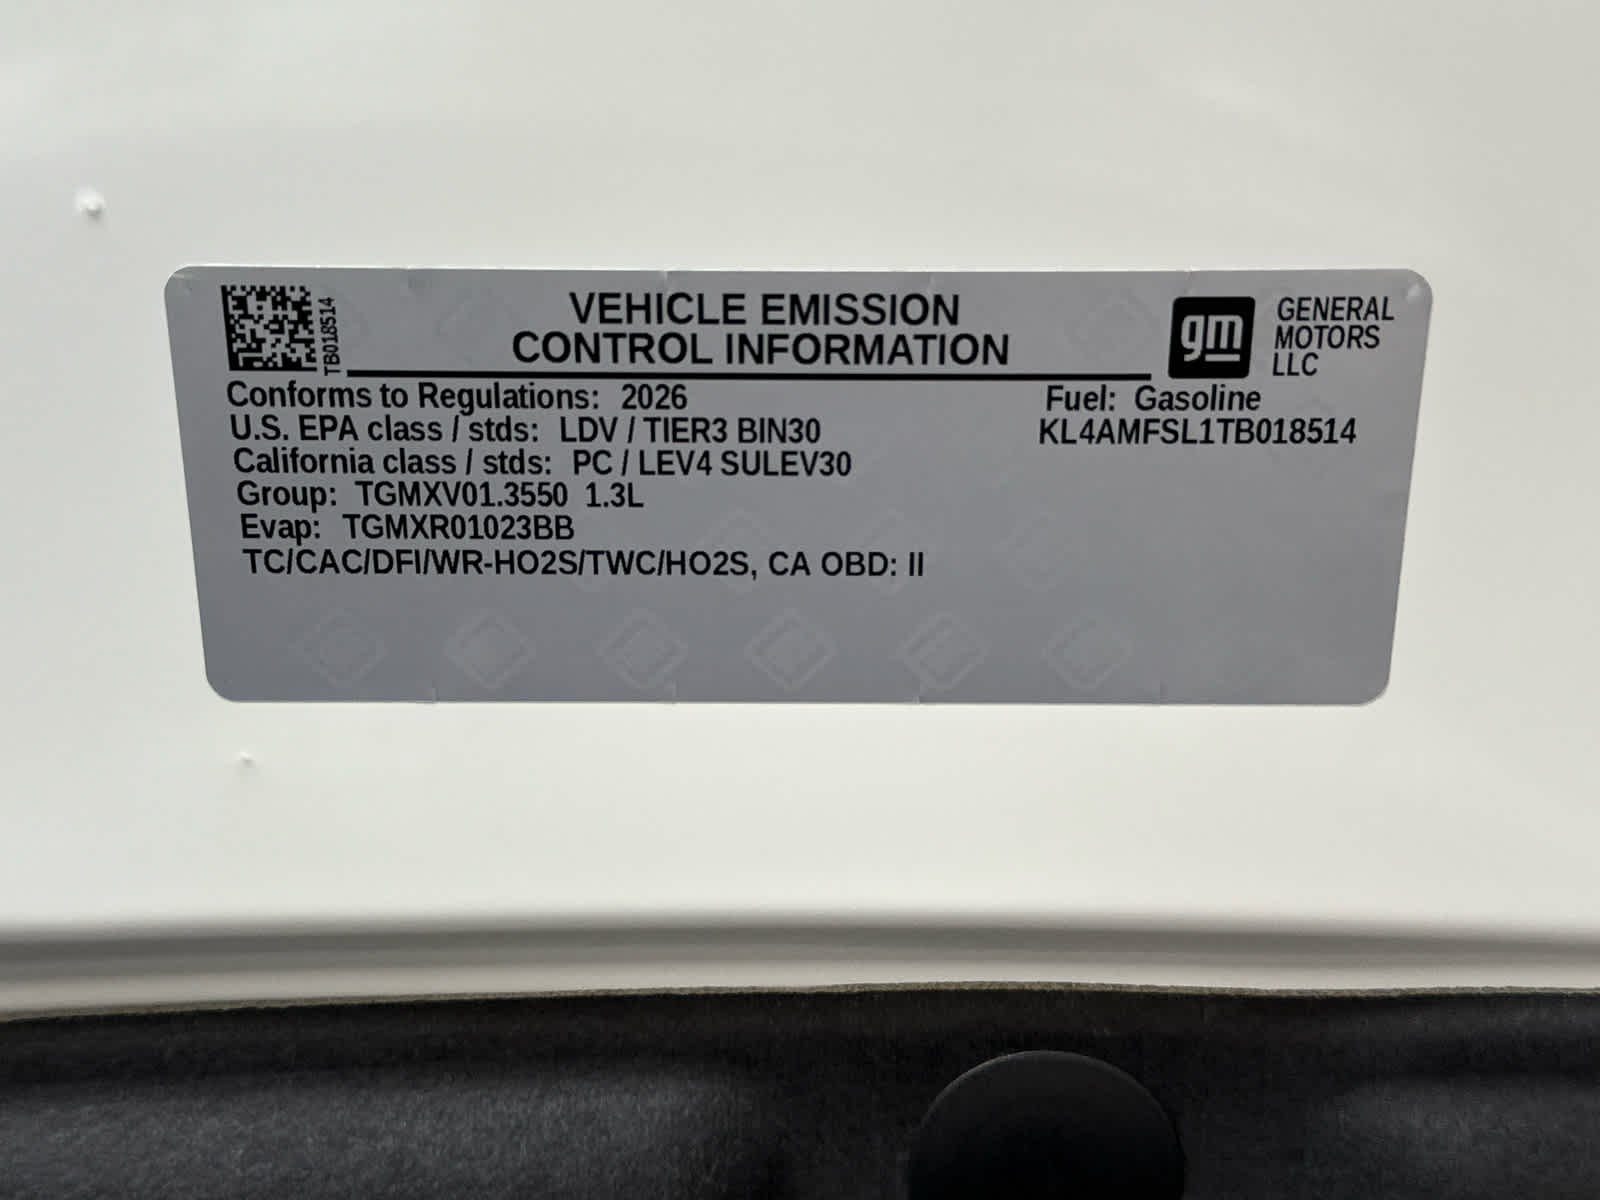 TB018514
VEHICLE EMISSION
CONTROL INFORMATION
gm
GENERAL
MOTORS
LLC
Conforms to Regulations: 2026
Fuel: Gasoline
U.S. EPA class / stds: LDV / TIER3 BIN30
KL4AMFSL1TB018514
California class / stds: PC / LEV4 SULEV30
Group: TGMXV01.3550 1.3L
Evap: TGMXR01023BB
TC/CAC/DFI/WR-HO2S/TWC/HO2S, CA OBD: II